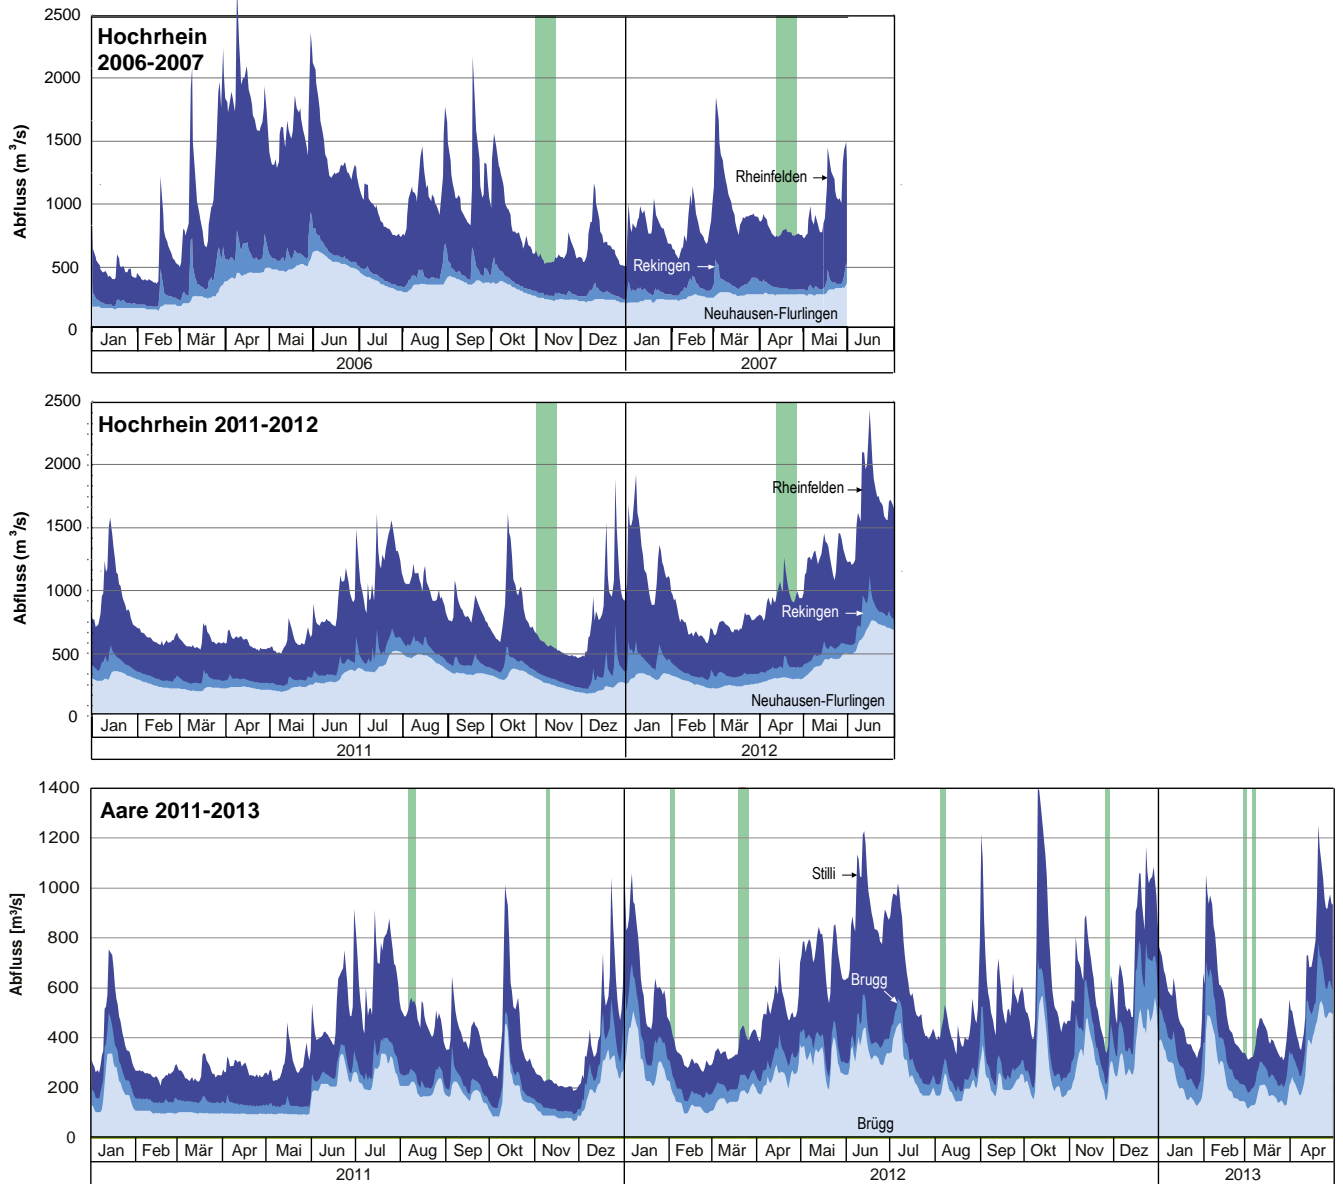 Hochrhein
2006-2007
Abfluss (m³/s)
2500
2000
1500
1000
500
0
Rheinfelden
Rekingen
Neuhausen-Flurlingen
Jan Feb Mär Apr Mai Jun Jul Aug Sep Okt Nov Dez Jan Feb Mär Apr Mai Jun
2006 2007
Hochrhein 2011-2012
Abfluss (m³/s)
2500
2000
1500
1000
500
0
Rheinfelden
Rekingen
Neuhausen-Flurlingen
Jan Feb Mär Apr Mai Jun Jul Aug Sep Okt Nov Dez Jan Feb Mär Apr Mai Jun
2011 2012
Aare 2011-2013
Abfluss [m³/s]
1400
1200
1000
800
600
400
200
0
Stilli
Brugg
Brügg
Jan Feb Mär Apr Mai Jun Jul Aug Sep Okt Nov Dez Jan Feb Mär Apr Mai Jun Jul Aug Sep Okt Nov Dez Jan Feb Mär Apr
2011 2012 2013